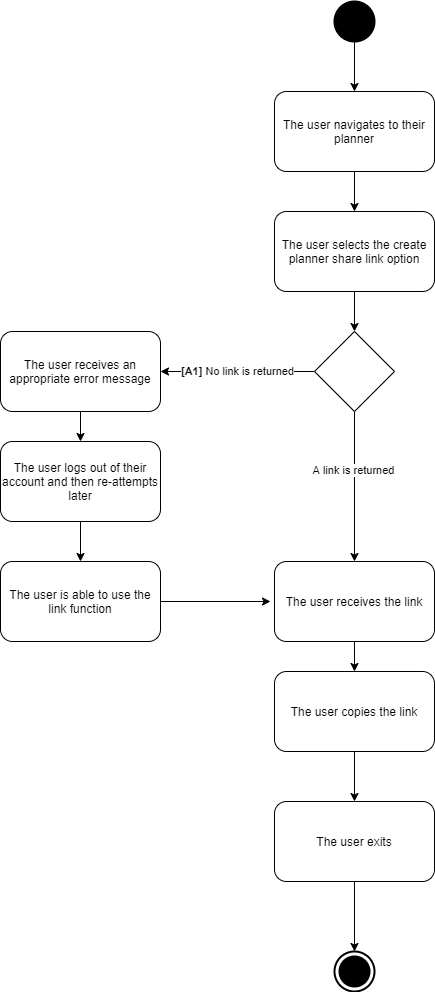 The user navigates to their
planner
The user selects the create
planner share link option
The user receives an
appropriate error message
[A1] No link is returned
The user logs out of their
account and then re-attempts
later
A link is returned
The user is able to use the
link function
The user receives the link
The user copies the link
The user exits